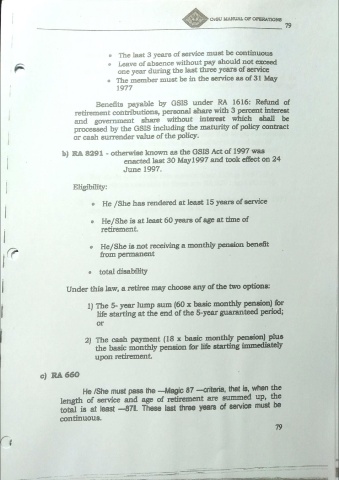 CHSU MANUAL OF OPERATIONS
79
• The last 3 years of service must be continuous
• Leave of absence without pay should not exceed
one year during the last three years of service
• The member must be in the service as of 31 May
1977
Benefits payable by GSIS under RA 1616: Refund of
retirement contributions, personal share with 3 percent interest
and government share without interest which shall be
processed by the GSIS including the maturity of policy contract
or cash surrender value of the policy.
b) RA 8291 - otherwise known as the GSIS Act of 1997 was
enacted last 30 May1997 and took effect on 24
June 1997.
Eligibility:
• He /She has rendered at least 15 years of service
• He/She is at least 60 years of age at time of
retirement.
• He/She is not receiving a monthly pension benefit
from permanent
• total disability
Under this law, a retiree may choose any of the two options:
1) The 5- year lump sum (60 x basic monthly pension) for
life starting at the end of the 5-year guaranteed period;
or
2) The cash payment (18 x basic monthly pension) plus
the basic monthly pension for life starting immediately
upon retirement.
c) RA 660
He /She must pass the —Magic 87 —criteria, that is, when the
length of service and age of retirement are summed up, the
total is at least —87ll. These last three years of service must be
continuous.
79